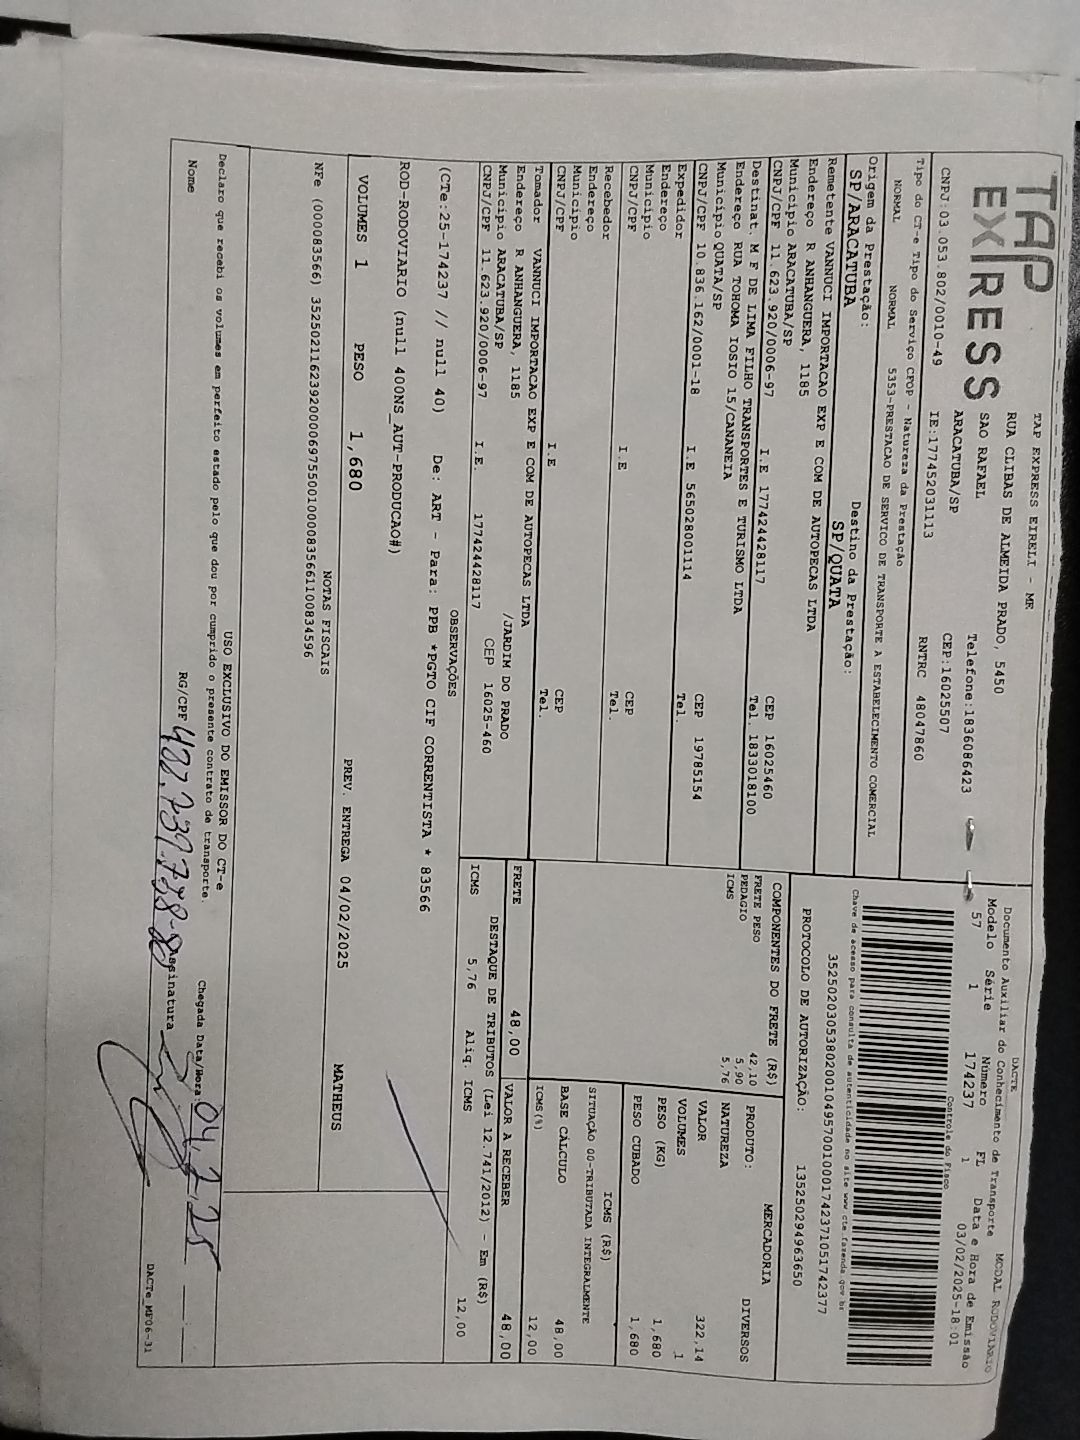 TAP
EXPRESS
TAP EXPRESS EIRELI - ME
RUA CLIBAS DE ALMEIDA PRADO, 5450
SAO RAFAEL Telefone:1836086423
ARACATUBA/SP CEP:16025507
CNPJ:03.053.802/0010-49 IE:177452031113 RNTRC 48047860
DACTE
Documento Auxiliar do Conhecimento de Transporte MODAL RODOVIARIO
Modelo Série Número FL Data e Hora de Emissão
57 1 174237 1 03/02/2025-18:01
Controle do Fisco
Tipo do CT-e Tipo do Serviço CFOP - Natureza da Prestação
NORMAL NORMAL 5353-PRESTACAO DE SERVICO DE TRANSPORTE A ESTABELECIMENTO COMERCIAL
Chave de acesso para consulta de autenticidade no site www.cte.fazenda.gov.br
35250203053802001049570010001742371051742377
PROTOCOLO DE AUTORIZAÇÃO: 135250294963650
Origem da Prestação: Destino da Prestação:
SP/ARACATUBA SP/QUATA
Remetente VANNUCI IMPORTACAO EXP E COM DE AUTOPECAS LTDA
Endereço R ANHANGUERA, 1185
Municipio ARACATUBA/SP CEP 16025460
CNPJ/CPF 11.623.920/0006-97 I.E 177424428117 Tel. 1833018100
Destinat. M F DE LIMA FILHO TRANSPORTES E TURISMO LTDA
Endereço RUA TOHOMA IOSIO 15/CANANEIA
Municipio QUATA/SP CEP 19785154
CNPJ/CPF 10.836.162/0001-18 I.E 565028001114 Tel.
Expedidor
Endereço
Municipio CEP
CNPJ/CPF I.E Tel.
Recebedor
Endereço
Municipio CEP
CNPJ/CPF I.E Tel.
Tomador VANNUCI IMPORTACAO EXP E COM DE AUTOPECAS LTDA
Endereço R ANHANGUERA, 1185 /JARDIM DO PRADO
Municipio ARACATUBA/SP CEP 16025-460
CNPJ/CPF 11.623.920/0006-97 I.E. 177424428117
COMPONENTES DO FRETE (R$)
FRETE PESO 42,10
PEDAGIO 5,90
ICMS 5,76
MERCADORIA
PRODUTO: DIVERSOS
NATUREZA
VALOR 322,14
VOLUMES 1
PESO (KG) 1,680
PESO CUBADO 1,680
ICMS (R$)
SITUAÇÃO 00-TRIBUTADA INTEGRALMENTE
BASE CÁLCULO 48,00
ICMS(%) 12,00
FRETE 48,00 VALOR A RECEBER 48,00
DESTAQUE DE TRIBUTOS (Lei 12.741/2012) - Em (R$)
ICMS 5,76 Aliq. ICMS 12,00
OBSERVAÇÕES
(CTe:25-174237 // null 40) De: ART - Para: PPB *PGTO CIF CORRENTISTA * 83566
ROD-RODOVIARIO (null 400NS_AUT-PRODUCAO#)
VOLUMES 1 PESO 1,680 PREV. ENTREGA 04/02/2025 MATHEUS
NOTAS FISCAIS
NFe (000083566) 35250211623920000697550010000835661100834596
USO EXCLUSIVO DO EMISSOR DO CT-e
Declaro que recebi os volumes em perfeito estado pelo que dou por cumprido o presente contrato de transporte.
Chegada Data/Hora 04.2.25
Nome RG/CPF Assinatura
DACTe_MF06-31